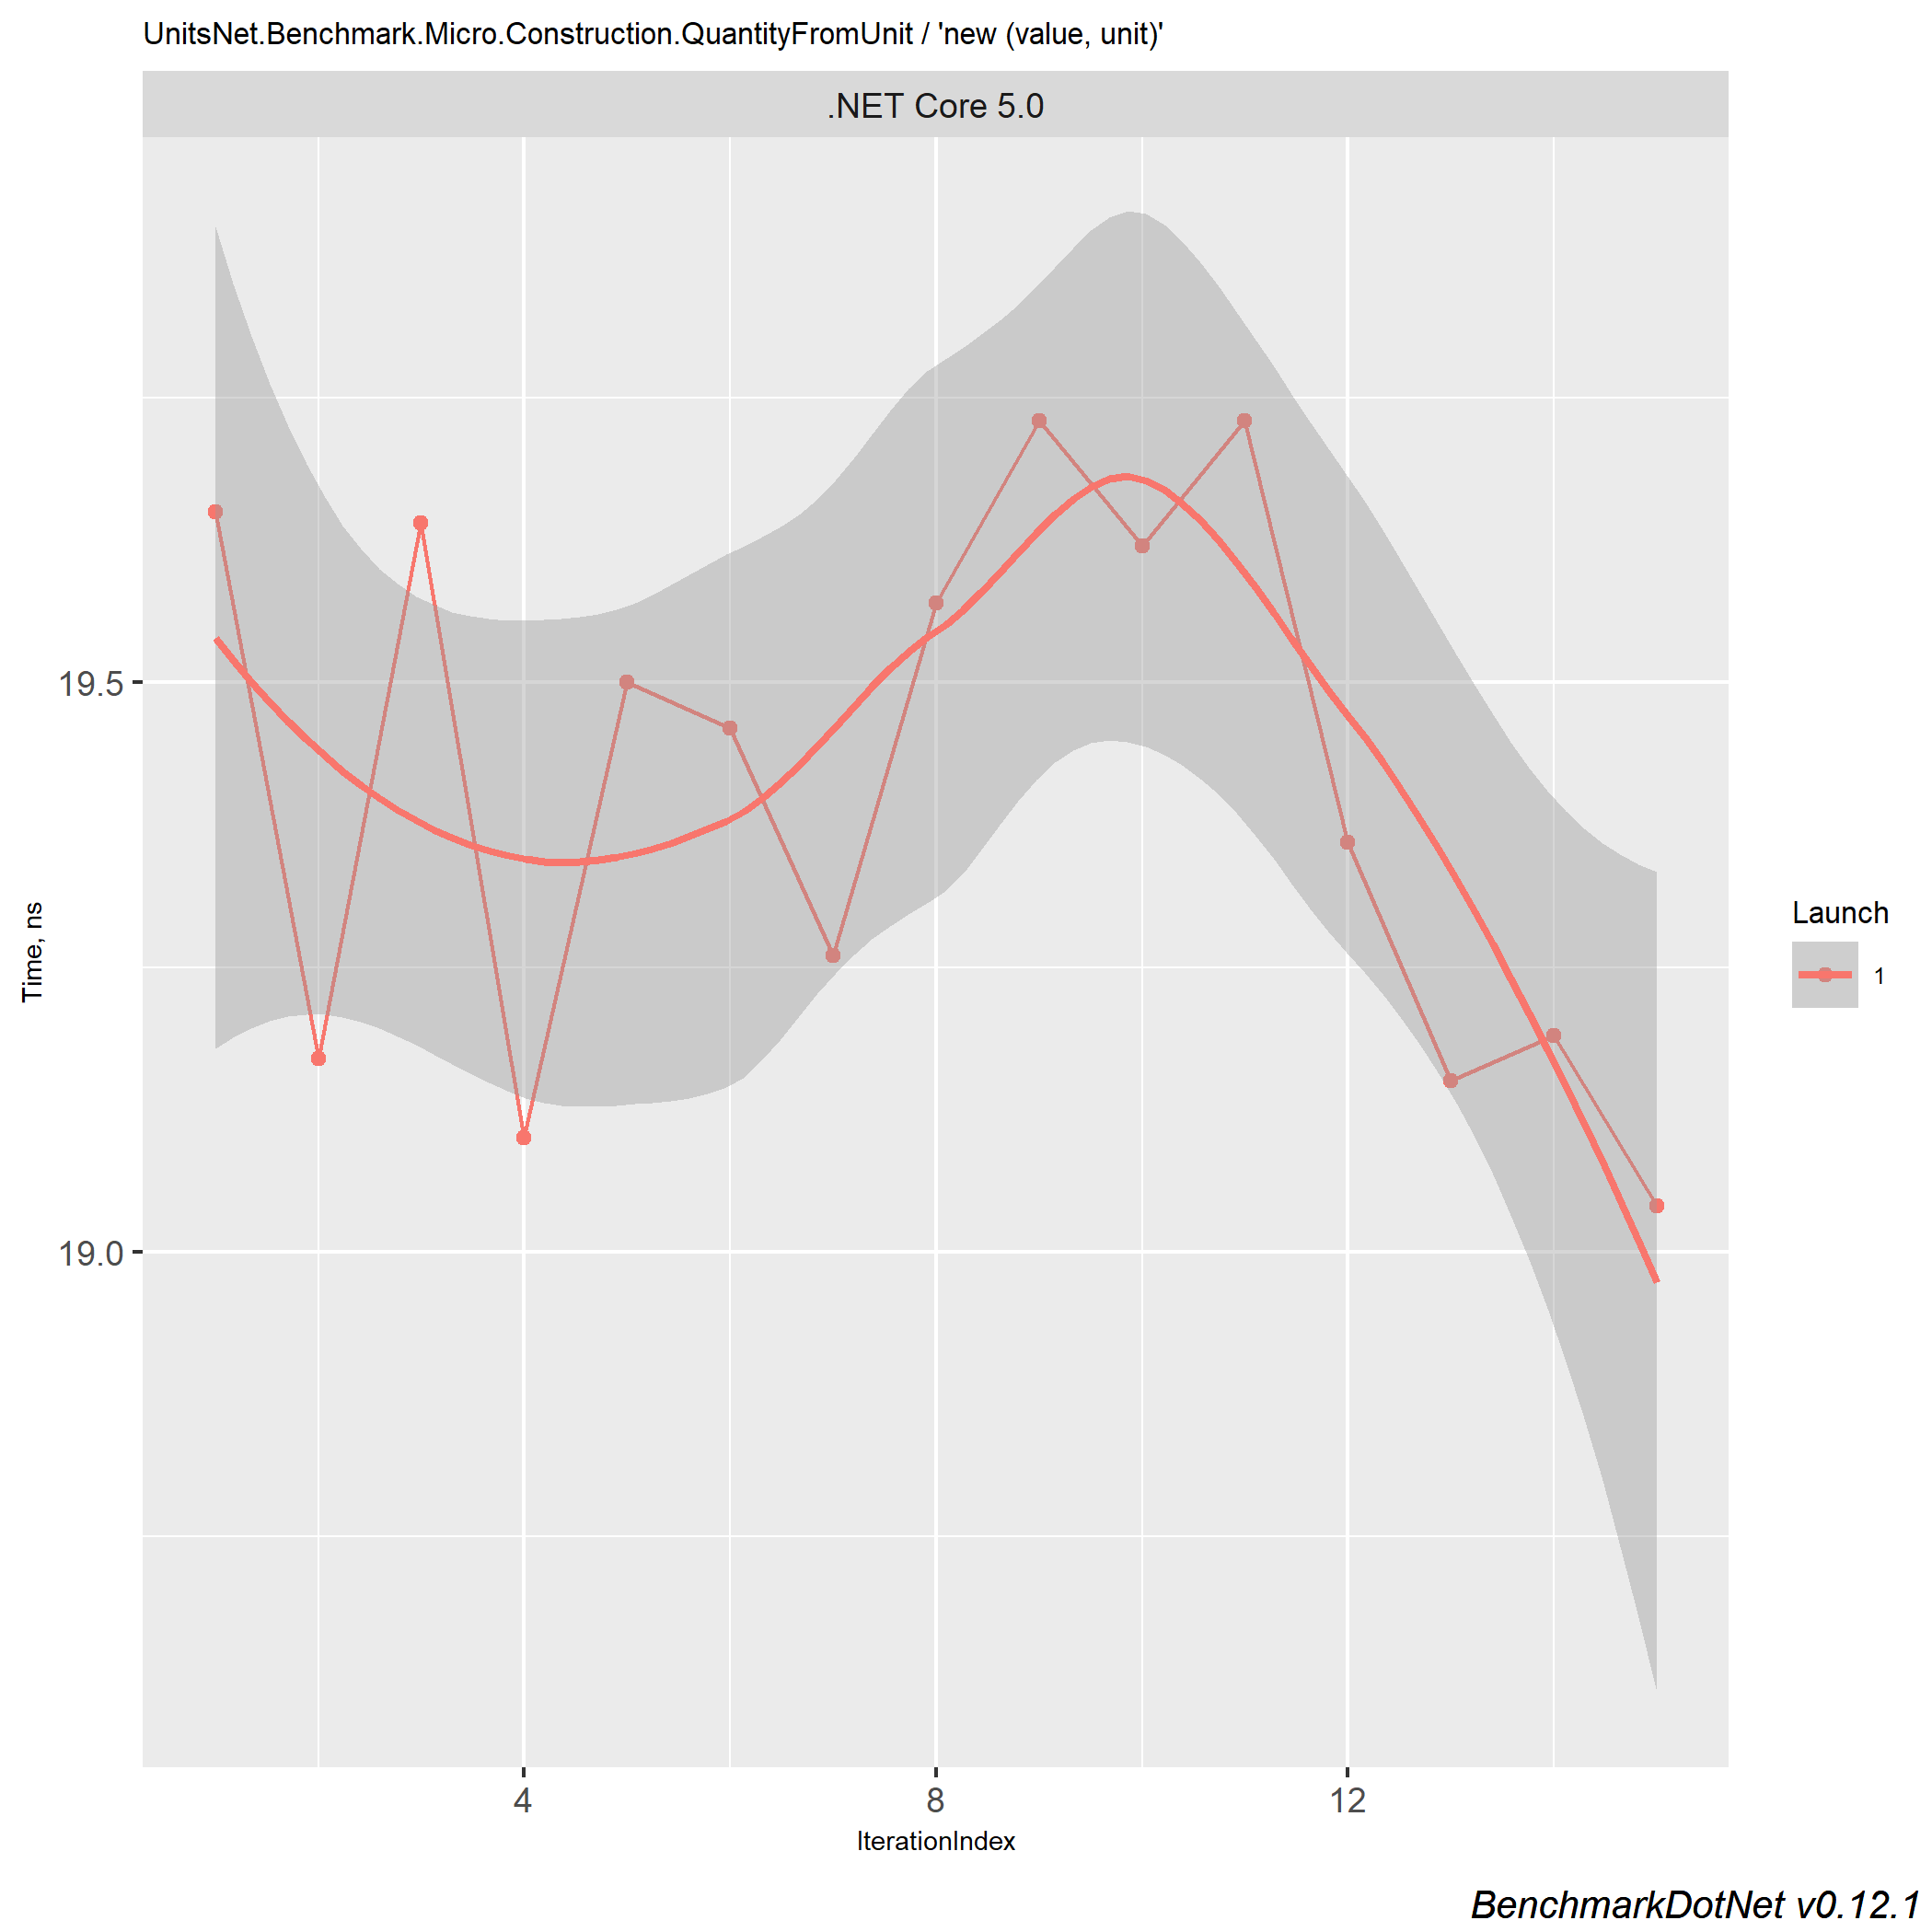 UnitsNet.Benchmark.Micro.Construction.QuantityFromUnit / 'new (value, unit)'
.NET Core 5.0
19.5
19.0
Time, ns
4
8
12
IterationIndex
Launch
1
BenchmarkDotNet v0.12.1